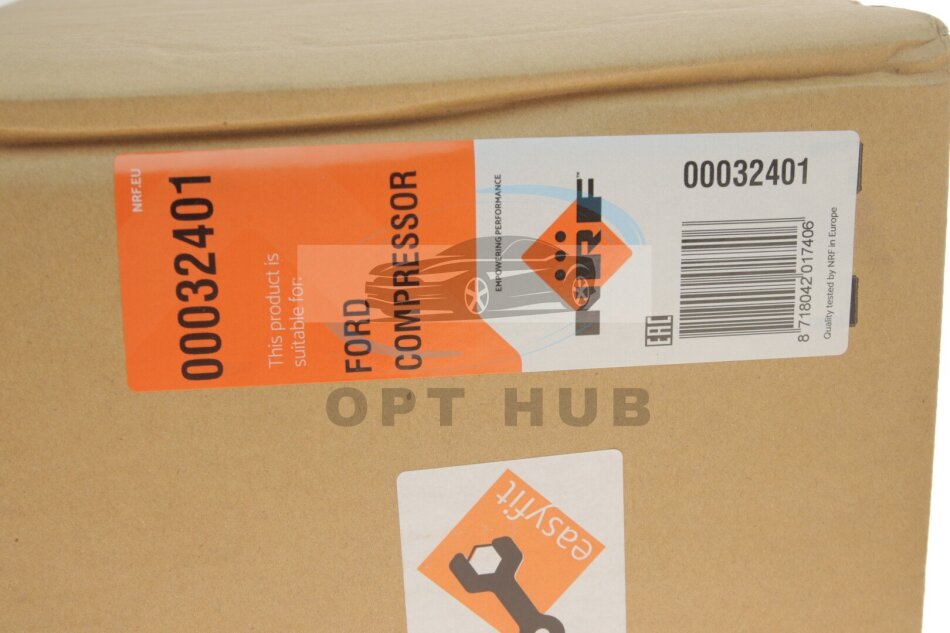 NRF.EU
00032401
This product is
suitable for:
FORD
COMPRESSOR
EMPOWERING PERFORMANCE
NRF™
00032401
EAC
8 718042 017406
Quality tested by NRF in Europe
OPT HUB
easyfit